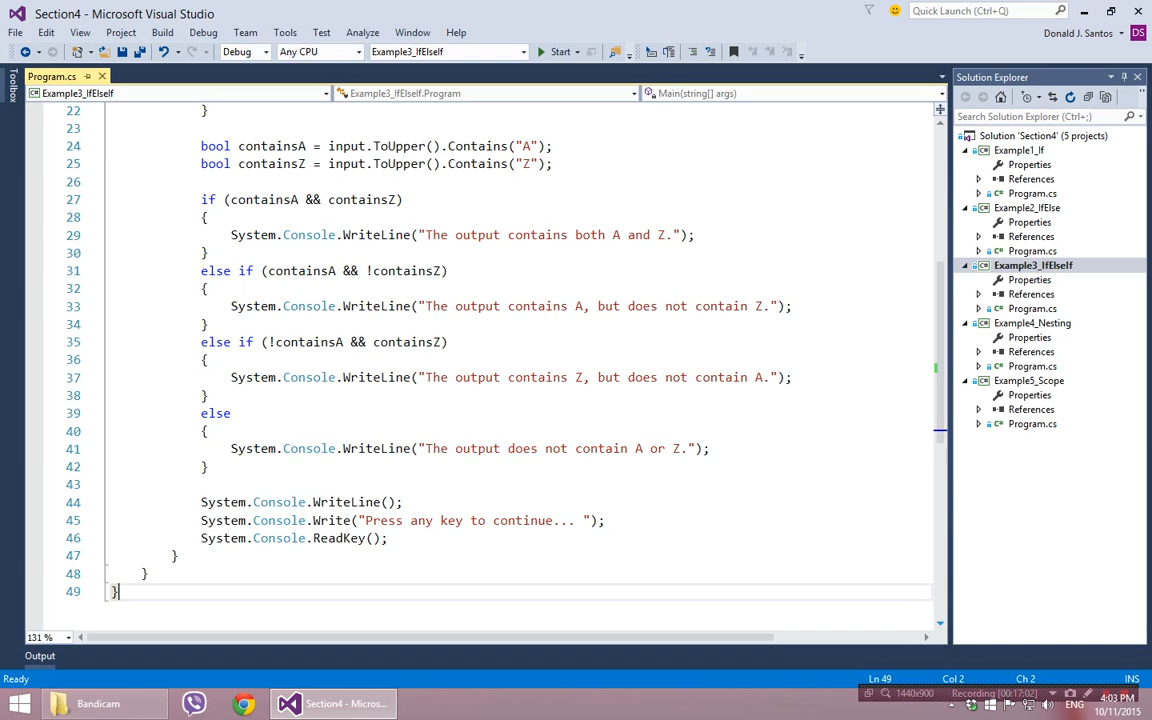 Section4 - Microsoft Visual Studio
Quick Launch (Ctrl+Q)
File Edit View Project Build Debug Team Tools Test Analyze Window Help
Donald J. Santos DS
Debug Any CPU Example3_IfElseIf Start
Toolbox
Program.cs
Example3_IfElseIf Example3_IfElseIf.Program Main(string[] args)
22 }
23
24 bool containsA = input.ToUpper().Contains("A");
25 bool containsZ = input.ToUpper().Contains("Z");
26
27 if (containsA && containsZ)
28 {
29 System.Console.WriteLine("The output contains both A and Z.");
30 }
31 else if (containsA && !containsZ)
32 {
33 System.Console.WriteLine("The output contains A, but does not contain Z.");
34 }
35 else if (!containsA && containsZ)
36 {
37 System.Console.WriteLine("The output contains Z, but does not contain A.");
38 }
39 else
40 {
41 System.Console.WriteLine("The output does not contain A or Z.");
42 }
43
44 System.Console.WriteLine();
45 System.Console.Write("Press any key to continue... ");
46 System.Console.ReadKey();
47 }
48 }
49 }
131 %
Solution Explorer
Search Solution Explorer (Ctrl+;)
Solution 'Section4' (5 projects)
Example1_If
Properties
References
Program.cs
Example2_IfElse
Properties
References
Program.cs
Example3_IfElseIf
Properties
References
Program.cs
Example4_Nesting
Properties
References
Program.cs
Example5_Scope
Properties
References
Program.cs
Output
Ready Ln 49 Col 2 Ch 2 INS
1440x900 Recording [00:17:02]
Bandicam
Section4 - Micros...
ENG
4:03 PM
10/11/2015